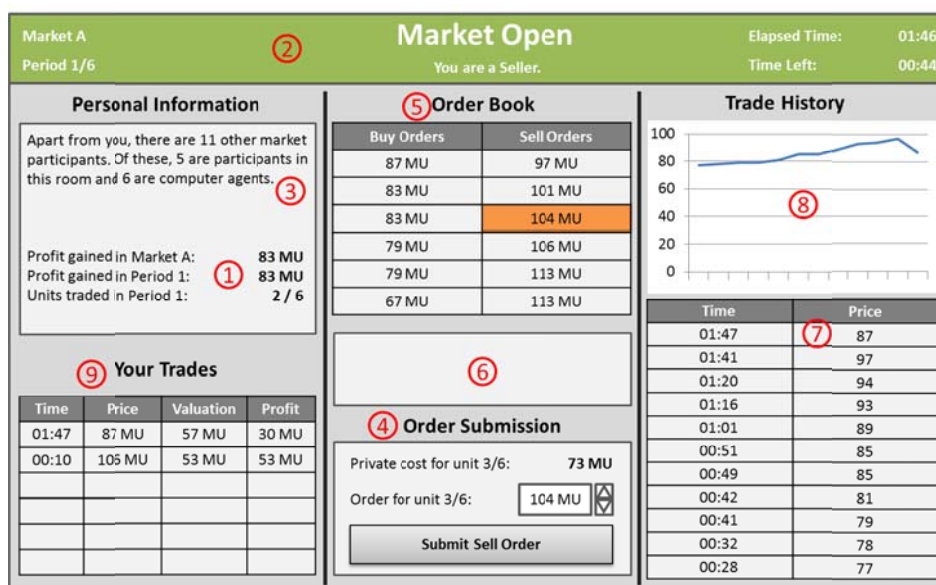 Market A
Market Open
Elapsed Time: 01:46
Period 1/6
2
You are a Seller.
Time Left: 00:44
Personal Information
Apart from you, there are 11 other market
participants. Of these, 5 are participants in
this room and 6 are computer agents.
3
Profit gained in Market A: 83 MU
Profit gained in Period 1: 83 MU
1
Units traded in Period 1: 2 / 6
9 Your Trades
Time Price Valuation Profit
01:47 87 MU 57 MU 30 MU
00:10 106 MU 53 MU 53 MU
5 Order Book
Buy Orders Sell Orders
87 MU 97 MU
83 MU 101 MU
83 MU 104 MU
79 MU 106 MU
79 MU 113 MU
67 MU 113 MU
6
4 Order Submission
Private cost for unit 3/6: 73 MU
Order for unit 3/6: 104 MU
Submit Sell Order
Trade History
100
80
60
40
20
0
8
Time Price
01:47 7 87
01:41 97
01:20 94
01:16 93
01:01 89
00:51 85
00:49 85
00:42 81
00:41 79
00:32 78
00:28 77